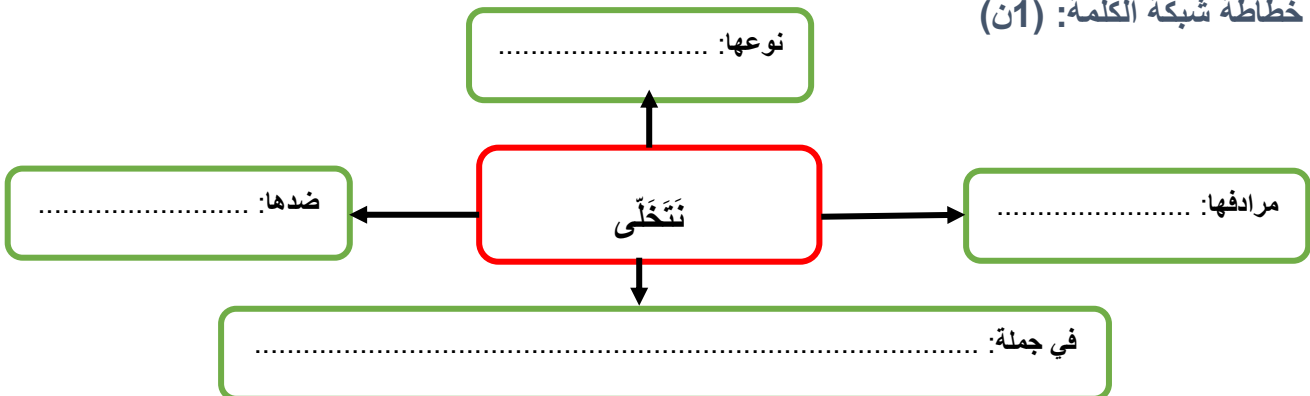 خطاطة شبكة الكلمة: (1ن)
نوعها: ..........................
مرادفها: ........................
نَتَخَلّى
ضدها: ..........................
في جملة: ........................................................................................